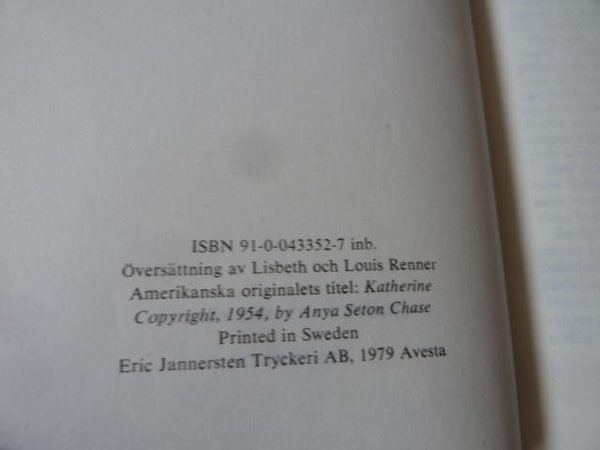 ISBN 91-0-043352-7 inb.
Översättning av Lisbeth och Louis Renner
Amerikanska originalets titel: Katherine
Copyright, 1954, by Anya Seton Chase
Printed in Sweden
Eric Jannersten Tryckeri AB, 1979 Avesta